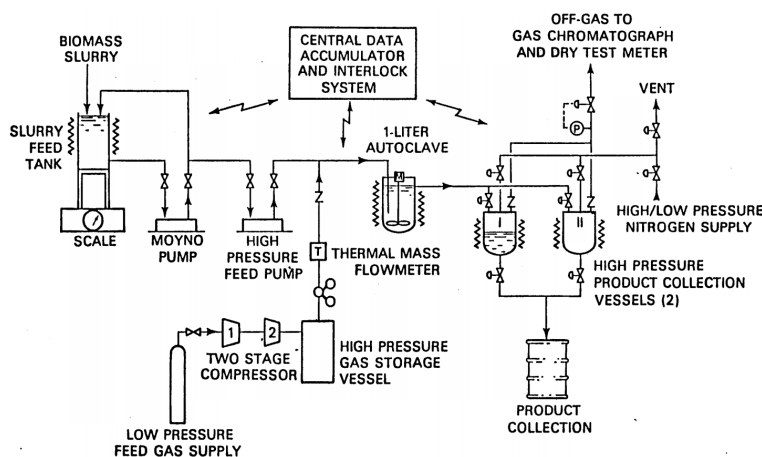 BIOMASS
SLURRY
SLURRY
FEED
TANK
SCALE
MOYNO
PUMP
HIGH
PRESSURE
FEED PUMP
CENTRAL DATA
ACCUMULATOR
AND INTERLOCK
SYSTEM
1-LITER
AUTOCLAVE
M
OFF-GAS TO
GAS CHROMATOGRAPH
AND DRY TEST METER
P
VENT
HIGH/LOW PRESSURE
NITROGEN SUPPLY
I
II
HIGH PRESSURE
PRODUCT COLLECTION
VESSELS (2)
T
THERMAL MASS
FLOWMETER
1
2
TWO STAGE
COMPRESSOR
HIGH PRESSURE
GAS STORAGE
VESSEL
LOW PRESSURE
FEED GAS SUPPLY
PRODUCT
COLLECTION